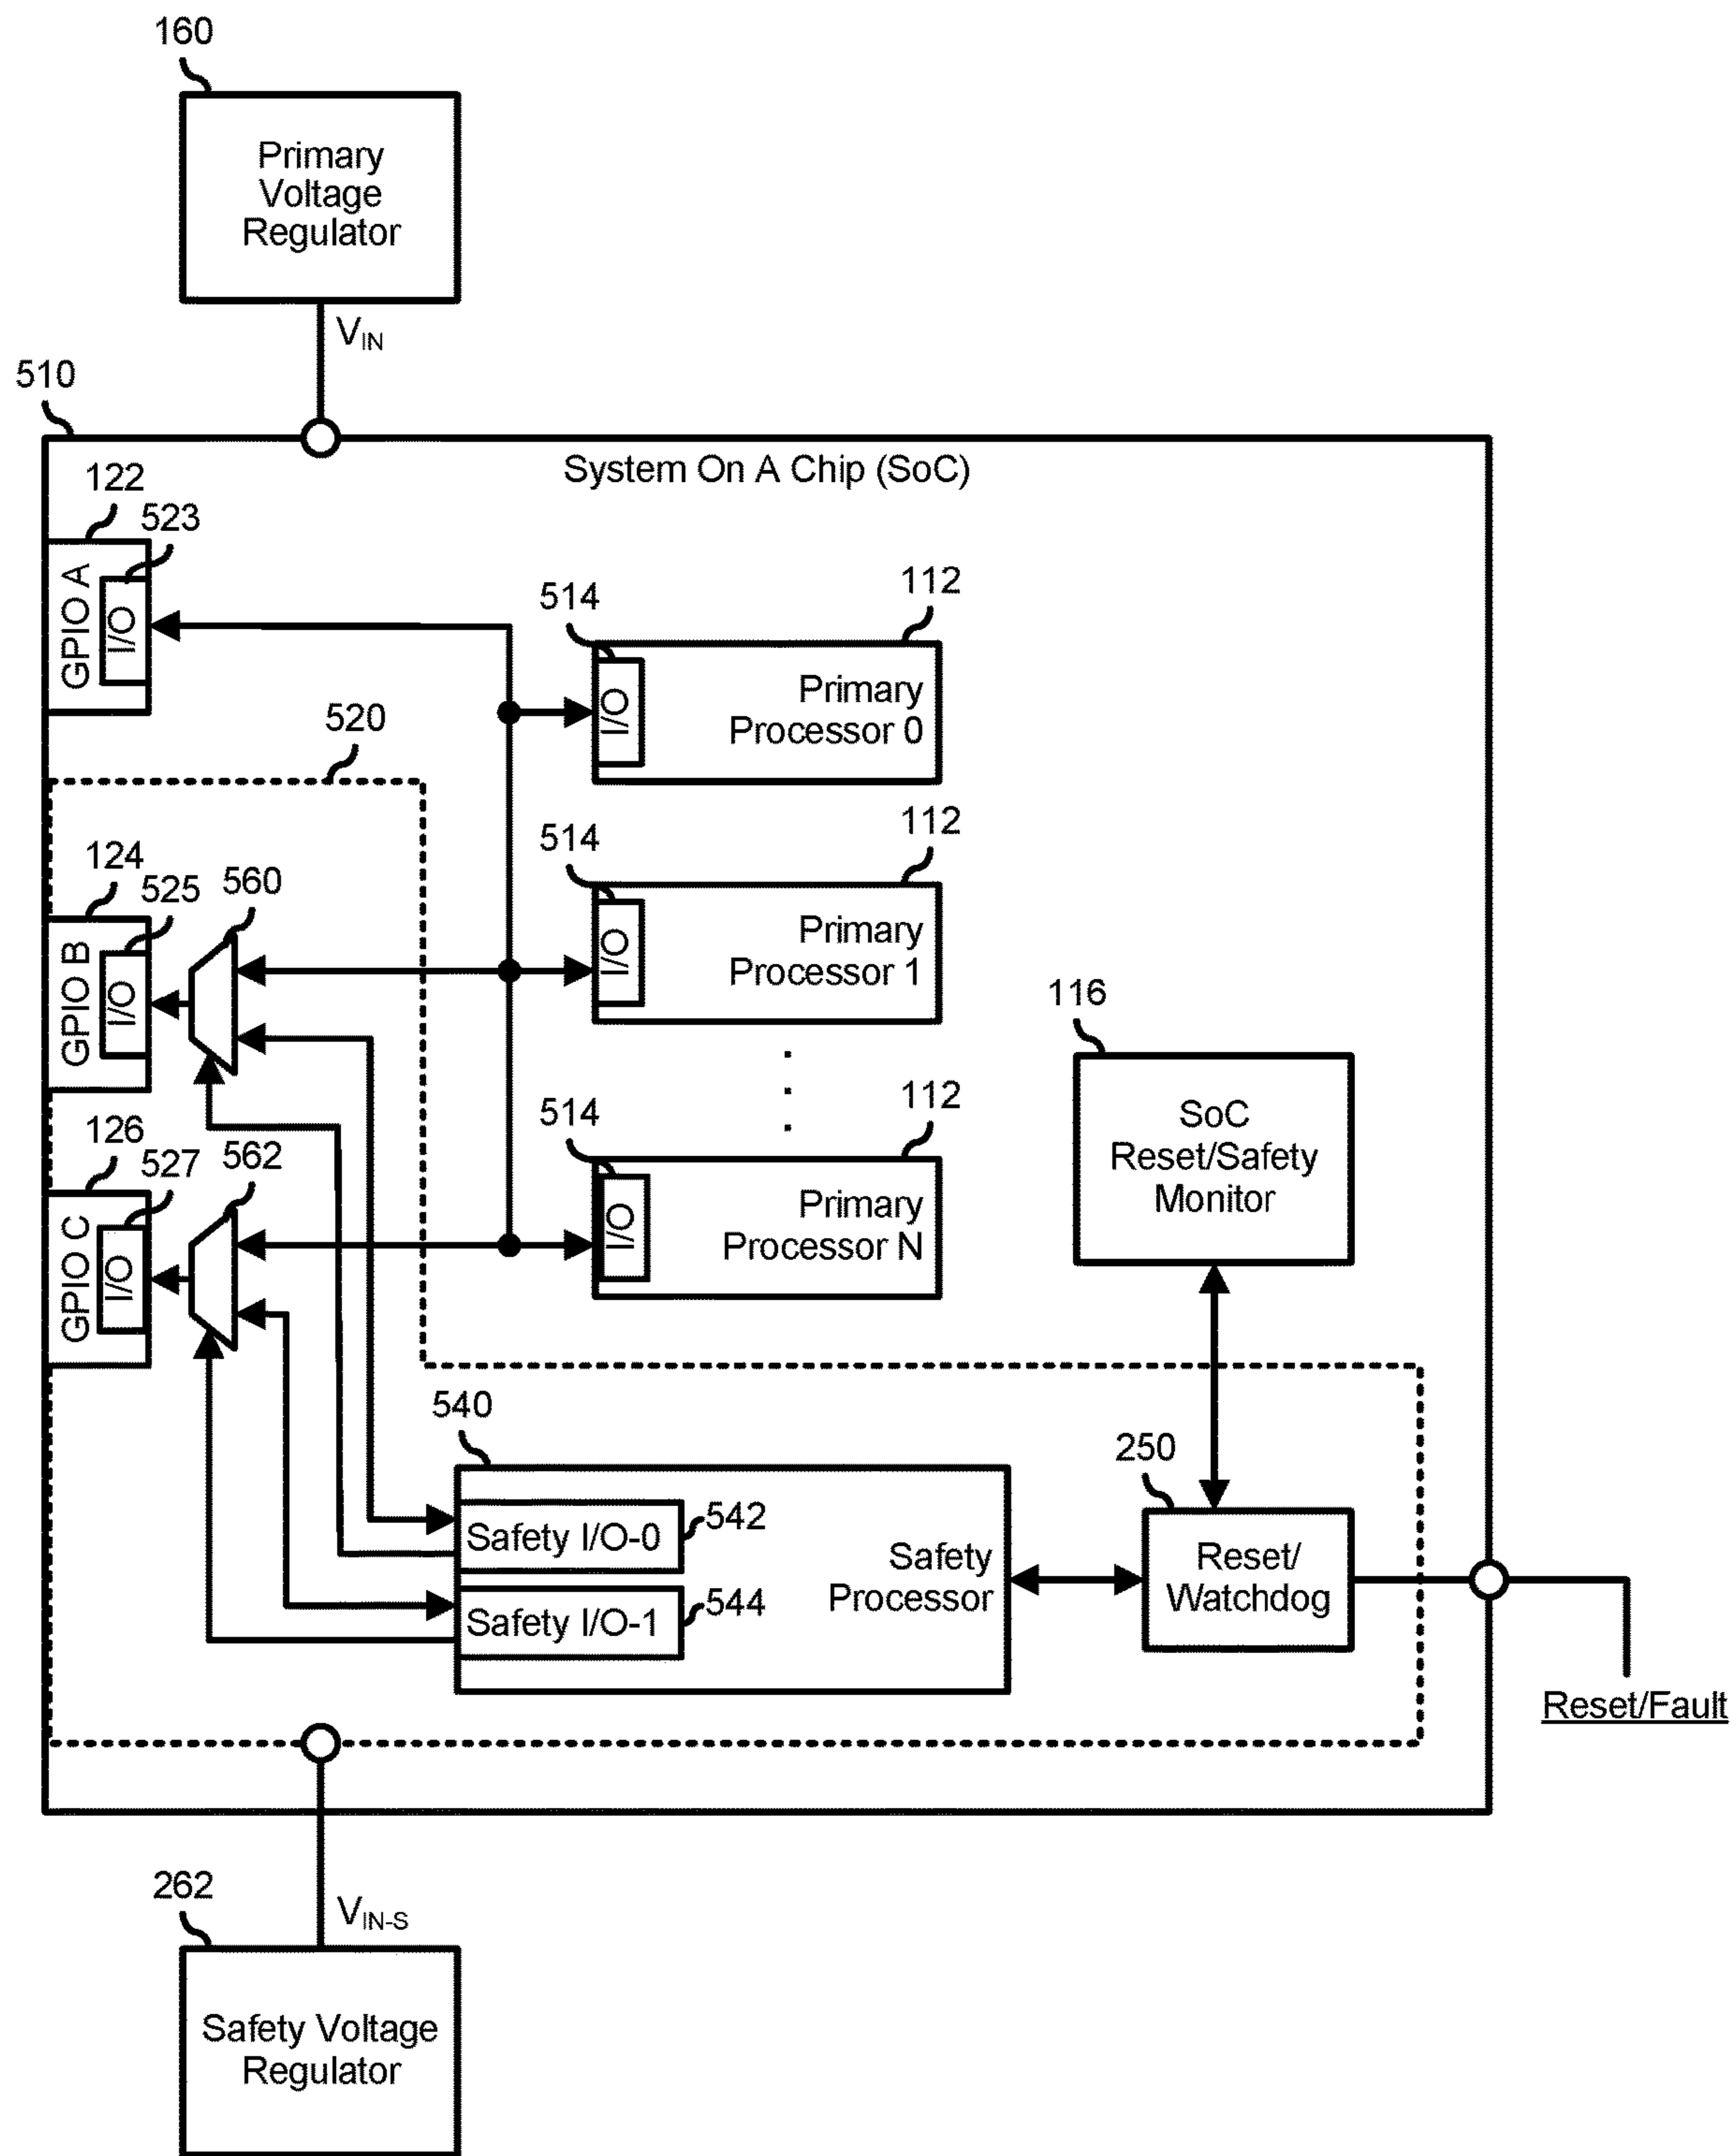 160
Primary
Voltage
Regulator
V_IN
510
System On A Chip (SoC)
122
523
GPIO A
I/O
514
112
I/O
Primary
Processor 0
520
514
112
I/O
Primary
Processor 1
124
525
560
GPIO B
I/O
116
SoC
Reset/Safety
Monitor
.
.
.
514
112
I/O
Primary
Processor N
126
527
562
GPIO C
I/O
540
Safety I/O-0
542
Safety I/O-1
544
Safety
Processor
250
Reset/
Watchdog
Reset/Fault
262
V_IN-S
Safety Voltage
Regulator